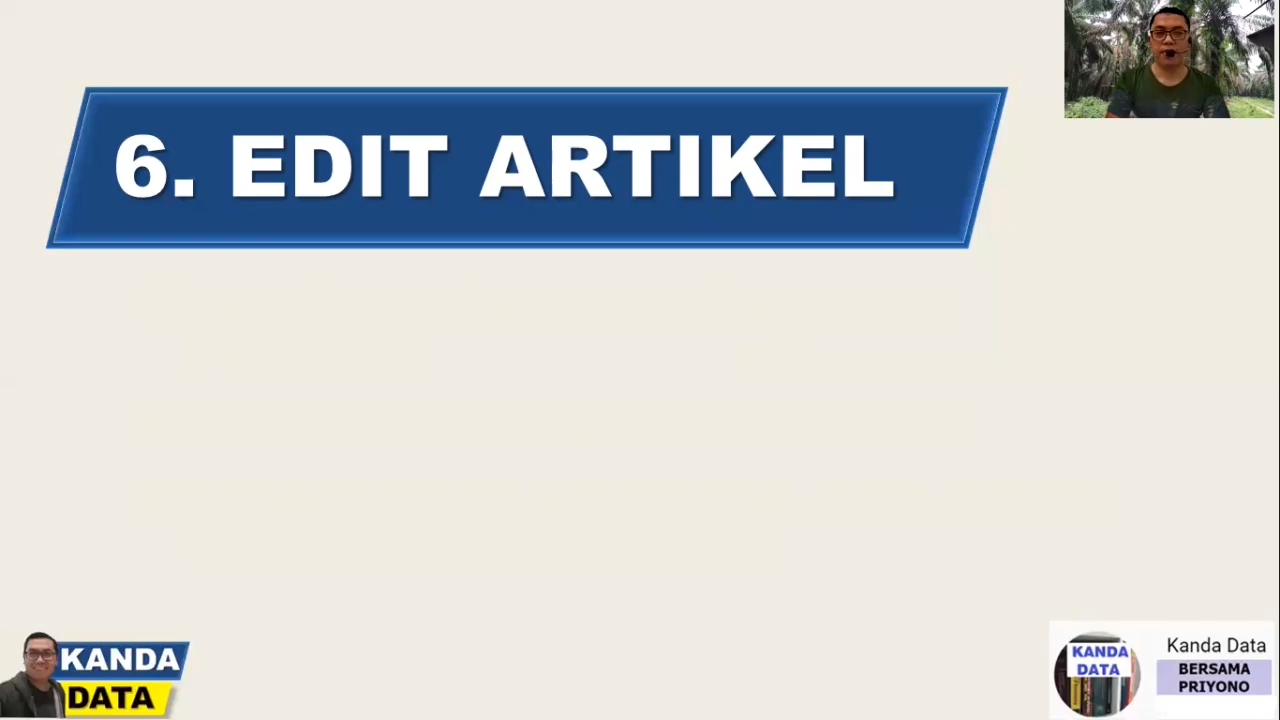 6. EDIT ARTIKEL
KANDA
DATA
KANDA
DATA
Kanda Data
BERSAMA
PRIYONO